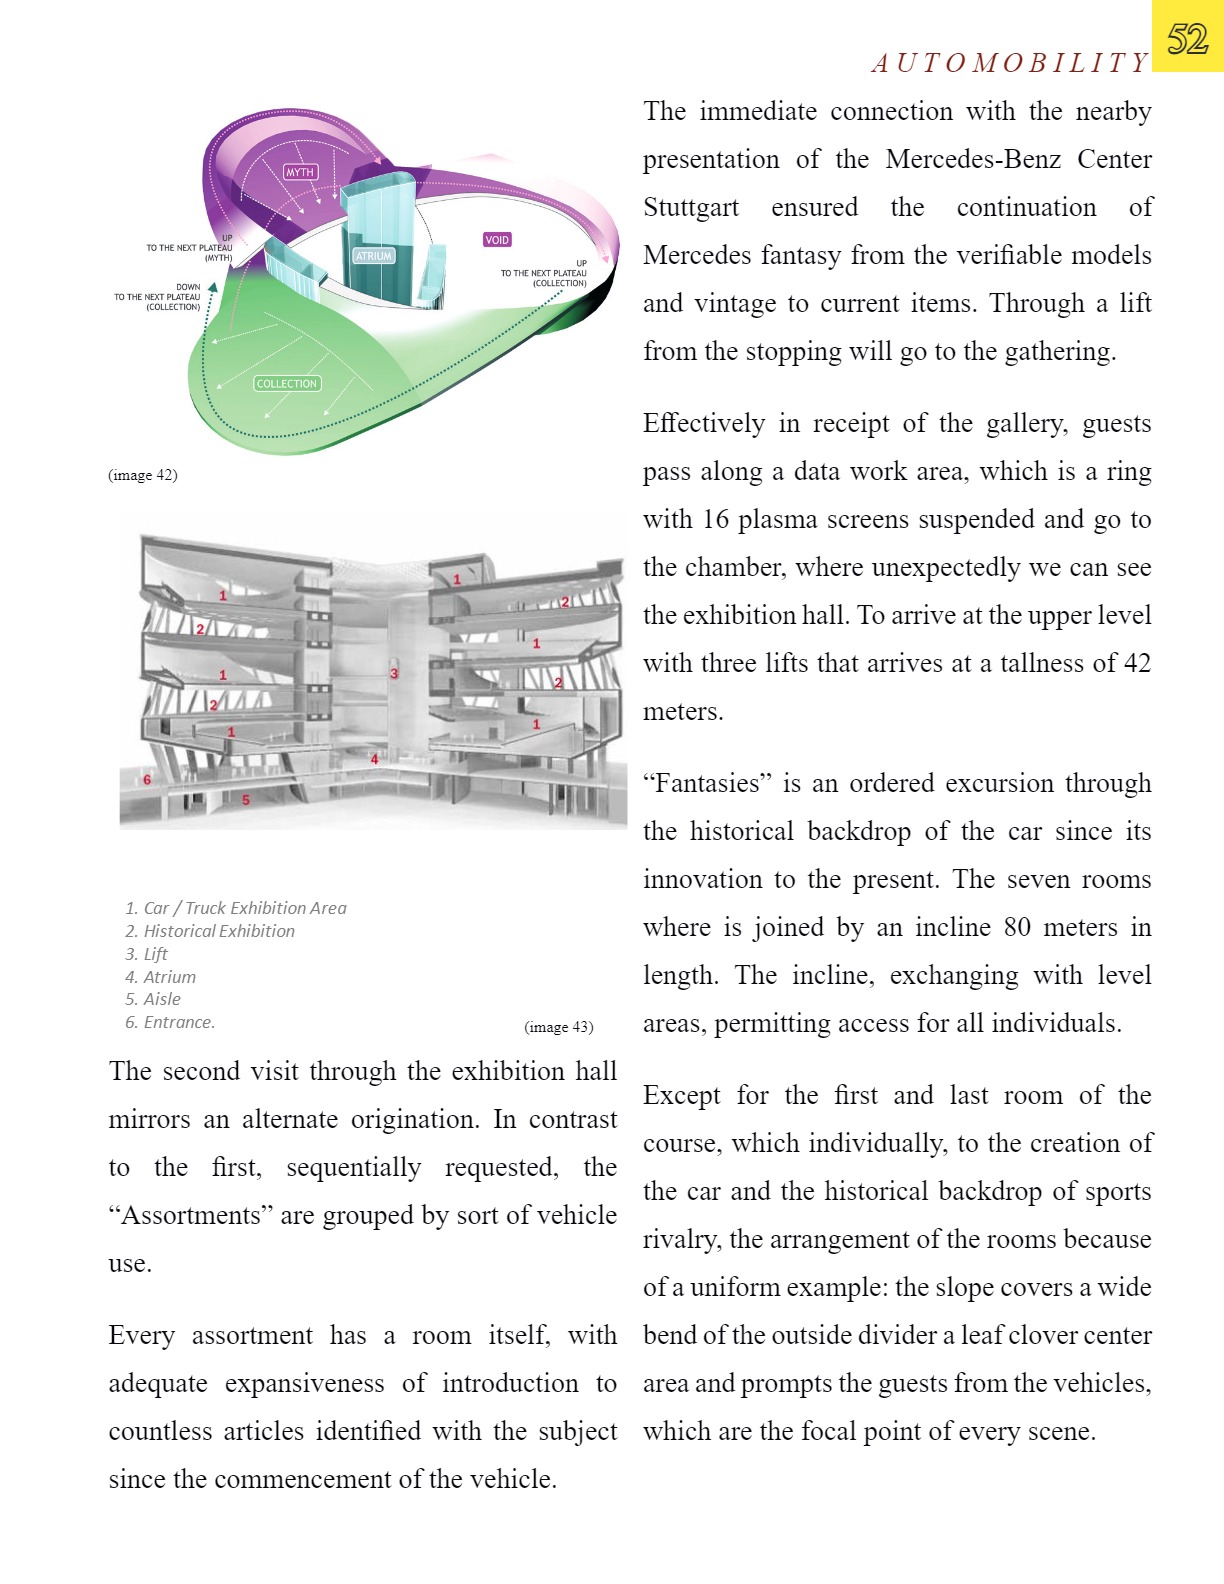 52
AUTOMOBILITY
MYTH
VOID
ATRIUM
UP
TO THE NEXT PLATEAU
(MYTH)
UP
TO THE NEXT PLATEAU
(COLLECTION)
DOWN
TO THE NEXT PLATEAU
(COLLECTION)
COLLECTION
(image 42)
1
1
2
2
1
3
1
2
2
1
1
4
6
5
1. Car / Truck Exhibition Area
2. Historical Exhibition
3. Lift
4. Atrium
5. Aisle
6. Entrance.
(image 43)
The second visit through the exhibition hall
mirrors an alternate origination. In contrast
to the first, sequentially requested, the
“Assortments” are grouped by sort of vehicle
use.
Every assortment has a room itself, with
adequate expansiveness of introduction to
countless articles identified with the subject
since the commencement of the vehicle.
The immediate connection with the nearby
presentation of the Mercedes-Benz Center
Stuttgart ensured the continuation of
Mercedes fantasy from the verifiable models
and vintage to current items. Through a lift
from the stopping will go to the gathering.
Effectively in receipt of the gallery, guests
pass along a data work area, which is a ring
with 16 plasma screens suspended and go to
the chamber, where unexpectedly we can see
the exhibition hall. To arrive at the upper level
with three lifts that arrives at a tallness of 42
meters.
“Fantasies” is an ordered excursion through
the historical backdrop of the car since its
innovation to the present. The seven rooms
where is joined by an incline 80 meters in
length. The incline, exchanging with level
areas, permitting access for all individuals.
Except for the first and last room of the
course, which individually, to the creation of
the car and the historical backdrop of sports
rivalry, the arrangement of the rooms because
of a uniform example: the slope covers a wide
bend of the outside divider a leaf clover center
area and prompts the guests from the vehicles,
which are the focal point of every scene.